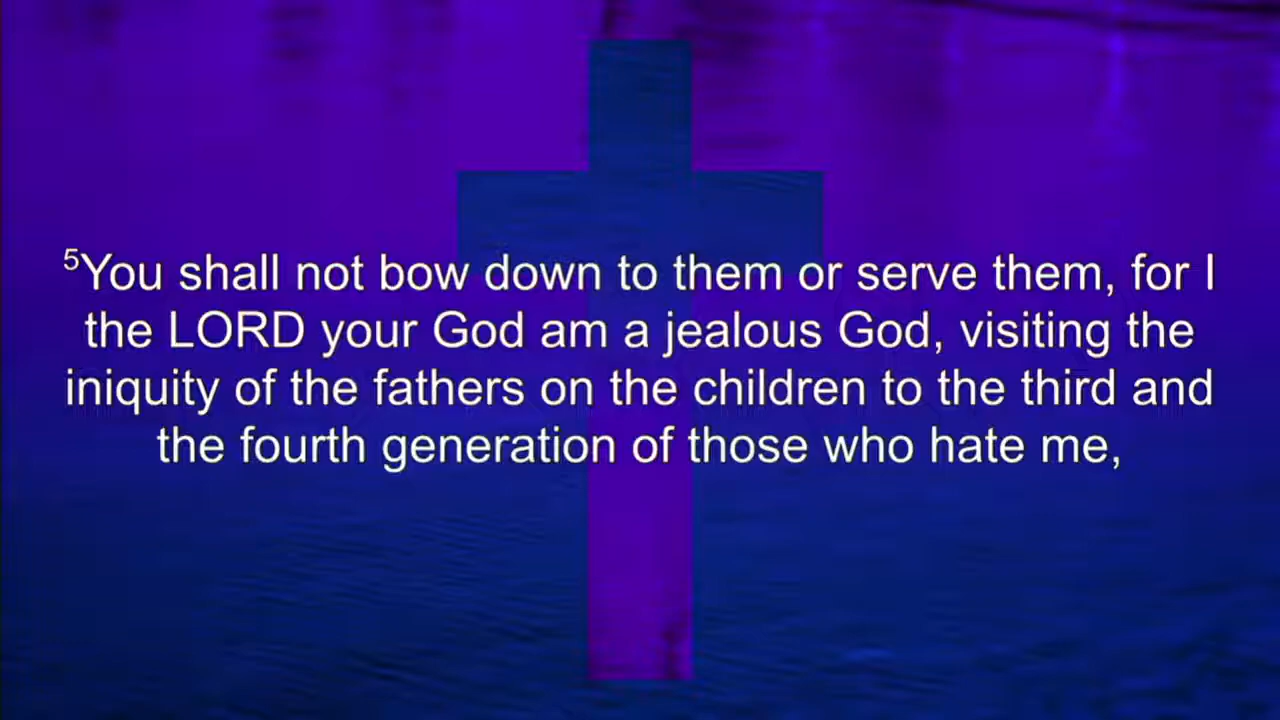 ⁵You shall not bow down to them or serve them, for I
the LORD your God am a jealous God, visiting the
iniquity of the fathers on the children to the third and
the fourth generation of those who hate me,